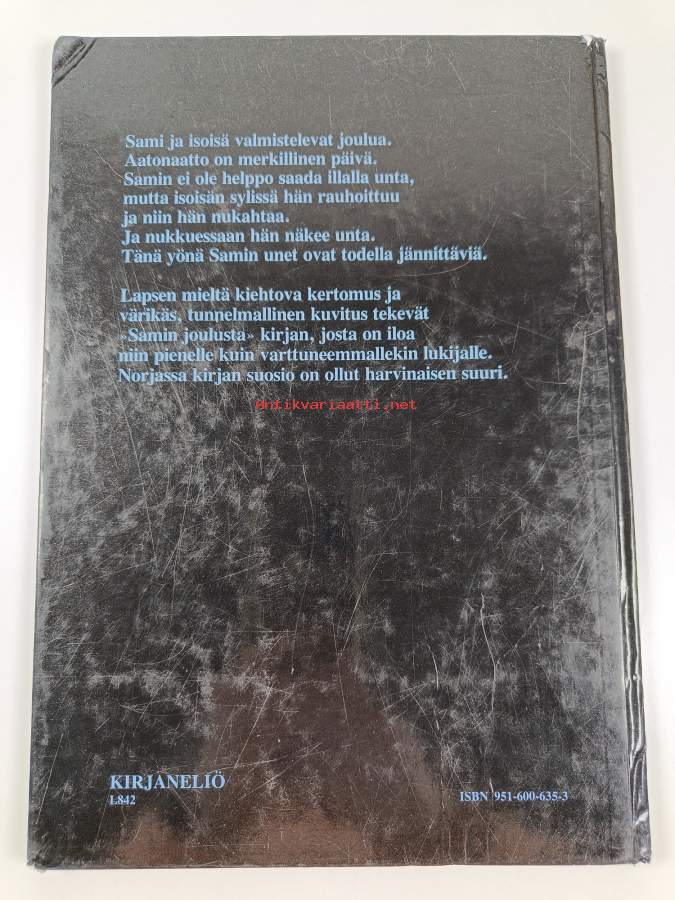 Sami ja isoisä valmistelevat joulua.
Aatonaatto on merkillinen päivä.
Samin ei ole helppo saada illalla unta,
mutta isoisän sylissä hän rauhoittuu
ja niin hän nukahtaa.
Ja nukkuessaan hän näkee unta.
Tänä yönä Samin unet ovat todella jännittäviä.
Lapsen mieltä kiehtova kertomus ja
värikäs, tunnelmallinen kuvitus tekevät
»Samin joulusta» kirjan, josta on iloa
niin pienelle kuin varttuneemmallekin lukijalle.
Norjassa kirjan suosio on ollut harvinaisen suuri.
Antikvariaatti.net
KIRJANELIÖ
L842
ISBN 951-600-635-3